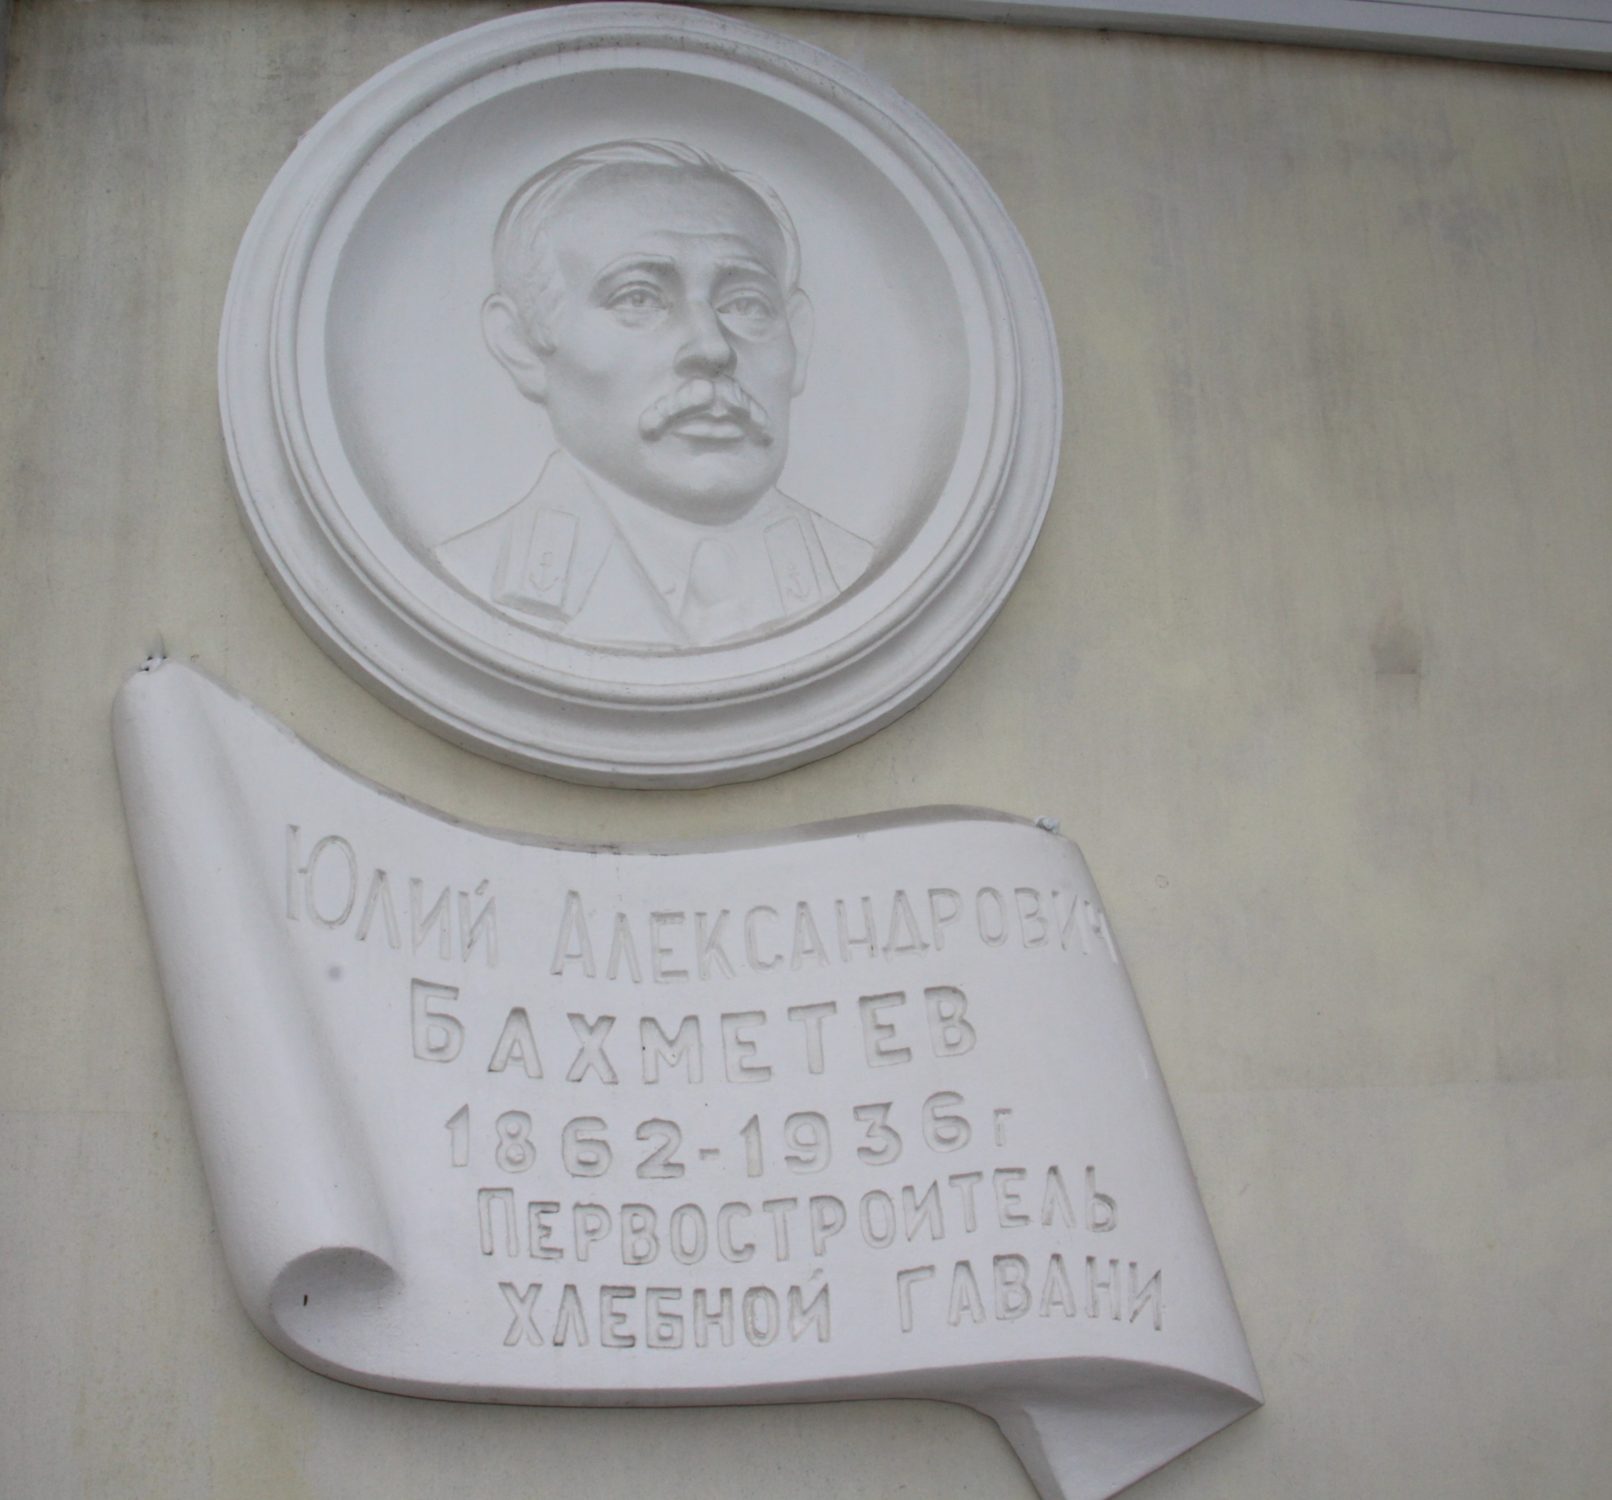 Юлий Александрович
Бахметев
1862-1936г
Первостроитель
хлебной гавани